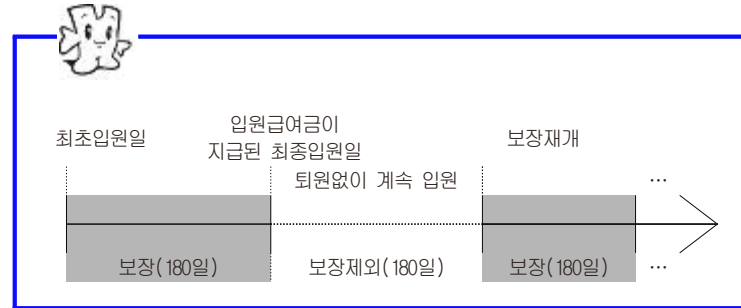 최초입원일
입원급여금이
지급된 최종입원일
보장재개
퇴원없이 계속 입원
…
보장(180일)
보장제외(180일)
보장(180일)
…